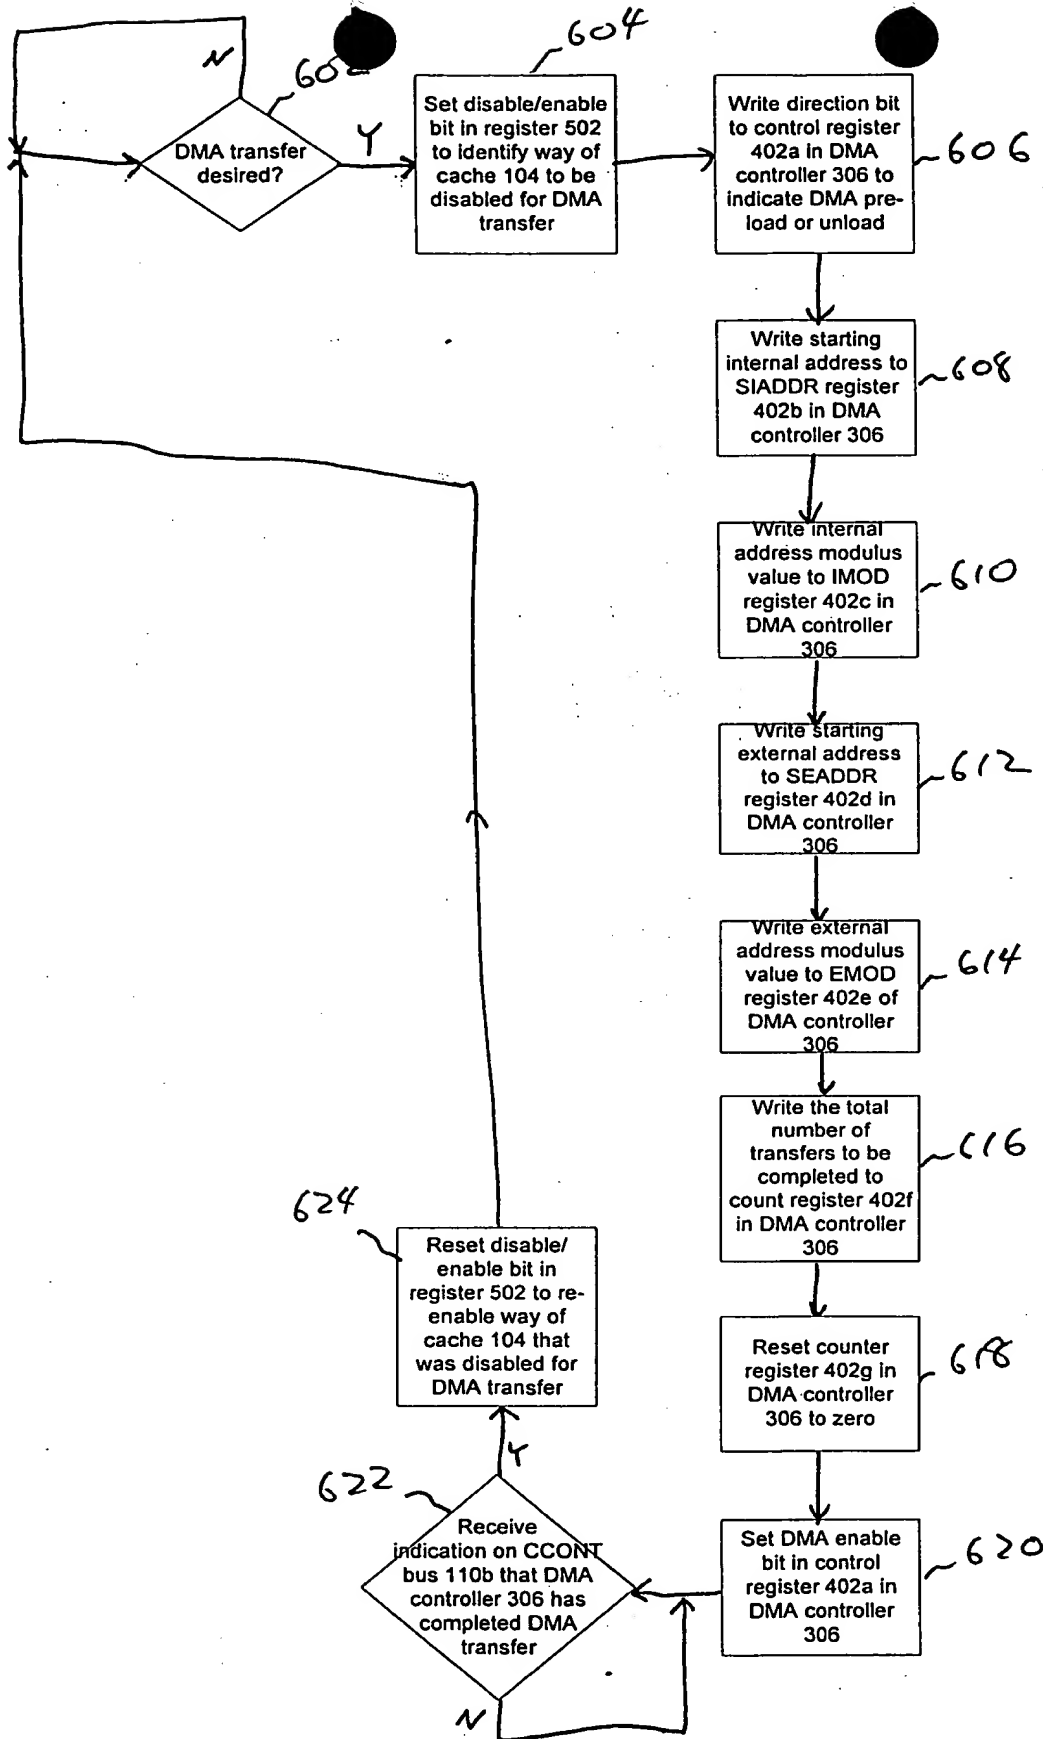 N
604
DMA transfer
desired?
Y
Set disable/enable
bit in register 502
to identify way of
cache 104 to be
disabled for DMA
transfer
Write direction bit
to control register
402a in DMA
controller 306 to
indicate DMA pre-
load or unload
606
Write starting
internal address to
SIADDR register
402b in DMA
controller 306
608
Write internal
address modulus
value to IMOD
register 402c in
DMA controller
306
610
Write starting
external address
to SEADDR
register 402d in
DMA controller
306
612
Write external
address modulus
value to EMOD
register 402e of
DMA controller
306
614
Write the total
number of
transfers to be
completed to
count register 402f
in DMA controller
306
616
Reset counter
register 402g in
DMA controller
306 to zero
618
Set DMA enable
bit in control
register 402a in
DMA controller
306
620
622
Receive
indication on CCONT
bus 110b that DMA
controller 306 has
completed DMA
transfer
N
Y
624
Reset disable/
enable bit in
register 502 to re-
enable way of
cache 104 that
was disabled for
DMA transfer